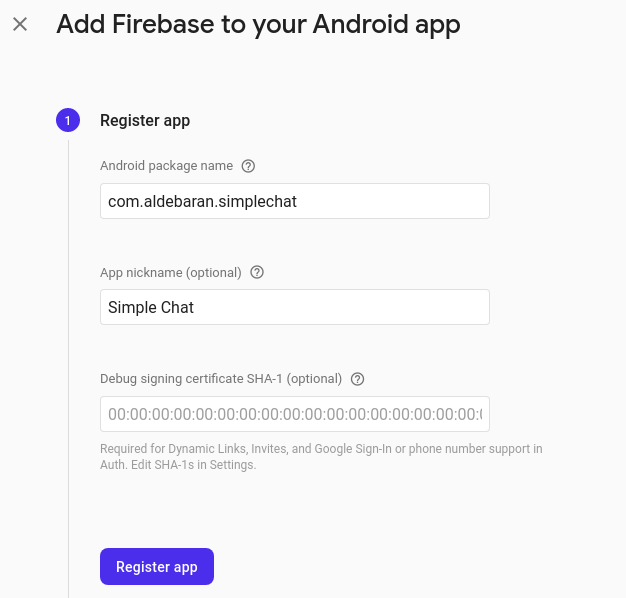 Add Firebase to your Android app
1 Register app
Android package name
com.aldebaran.simplechat
App nickname (optional)
Simple Chat
Debug signing certificate SHA-1 (optional)
00:00:00:00:00:00:00:00:00:00:00:00:00:00:00:00:00:
Required for Dynamic Links, Invites, and Google Sign-In or phone number support in
Auth. Edit SHA-1s in Settings.
Register app